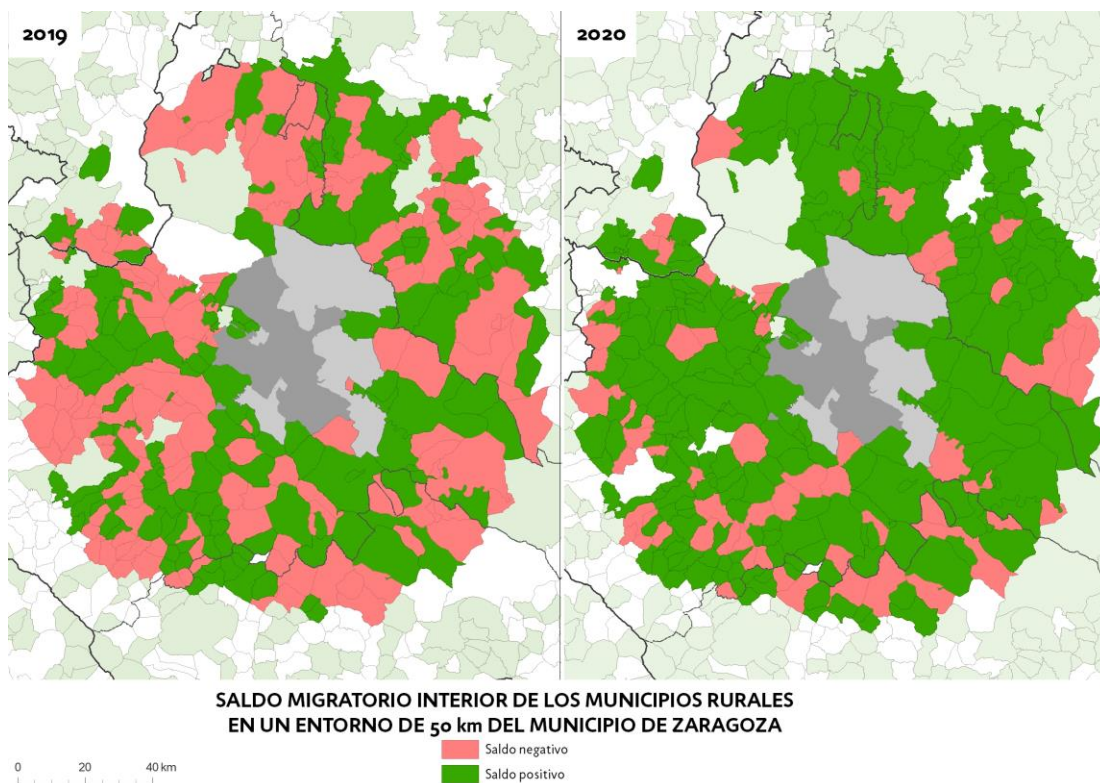 2019
2020
SALDO MIGRATORIO INTERIOR DE LOS MUNICIPIOS RURALES
EN UN ENTORNO DE 50 km DEL MUNICIPIO DE ZARAGOZA
Saldo negativo
Saldo positivo
0 20 40 km